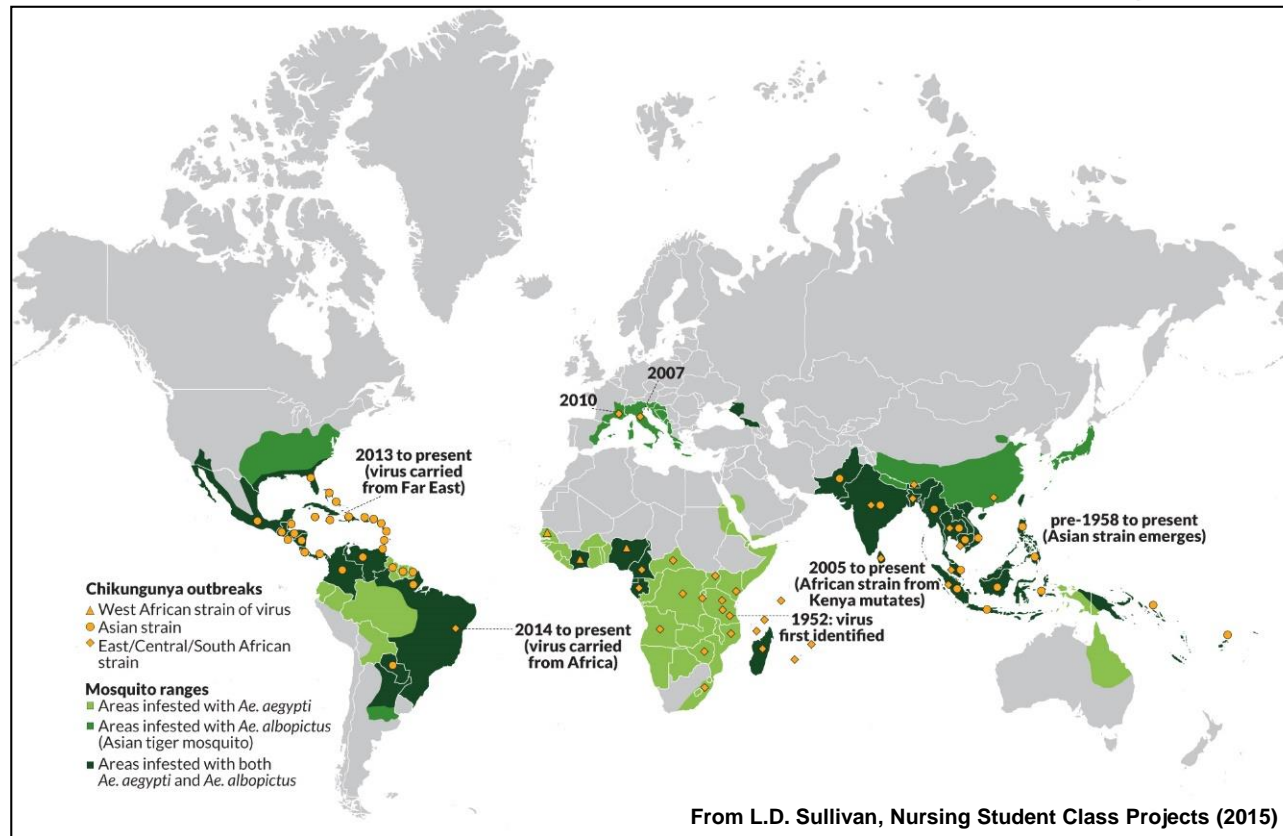 2007
2010
2013 to present
(virus carried
from Far East)
pre-1958 to present
(Asian strain emerges)
2005 to present
(African strain from
Kenya mutates)
1952: virus
first identified
2014 to present
(virus carried
from Africa)
Chikungunya outbreaks
West African strain of virus
Asian strain
East/Central/South African
strain
Mosquito ranges
Areas infested with Ae. aegypti
Areas infested with Ae. albopictus
(Asian tiger mosquito)
Areas infested with both
Ae. aegypti and Ae. albopictus
From L.D. Sullivan, Nursing Student Class Projects (2015)